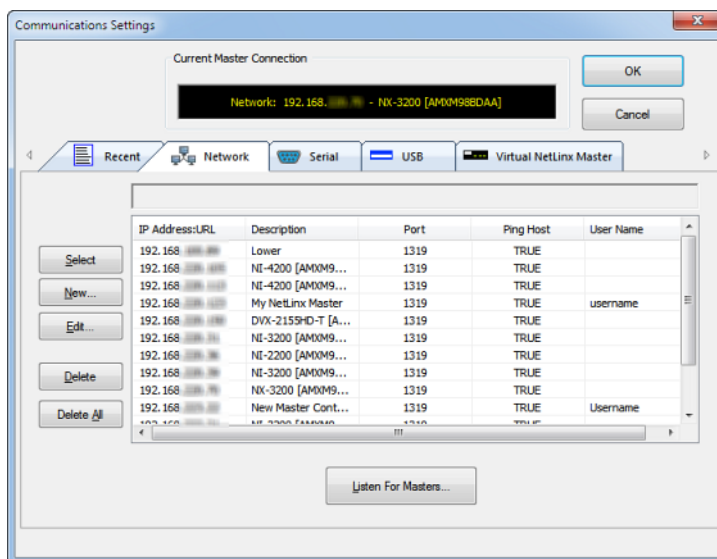 Communications Settings
Current Master Connection
Network: 192.168. - NX-3200 [AMXM98BDAA]
OK
Cancel
Recent
Network
Serial
USB
Virtual NetLinx Master
IP Address:URL Description Port Ping Host User Name
192.168. Lower 1319 TRUE
192.168. NI-4200 [AMXM9... 1319 TRUE
192.168. NI-4200 [AMXM9... 1319 TRUE
192.168. My NetLinx Master 1319 TRUE username
192.168. DVX-2155HD-T [A... 1319 TRUE
192.168. NI-3200 [AMXM9... 1319 TRUE
192.168. NI-2200 [AMXM9... 1319 TRUE
192.168. NI-3200 [AMXM9... 1319 TRUE
192.168. NX-3200 [AMXM9... 1319 TRUE
192.168. New Master Cont... 1319 TRUE Username
Select
New...
Edit...
Delete
Delete All
Listen For Masters...